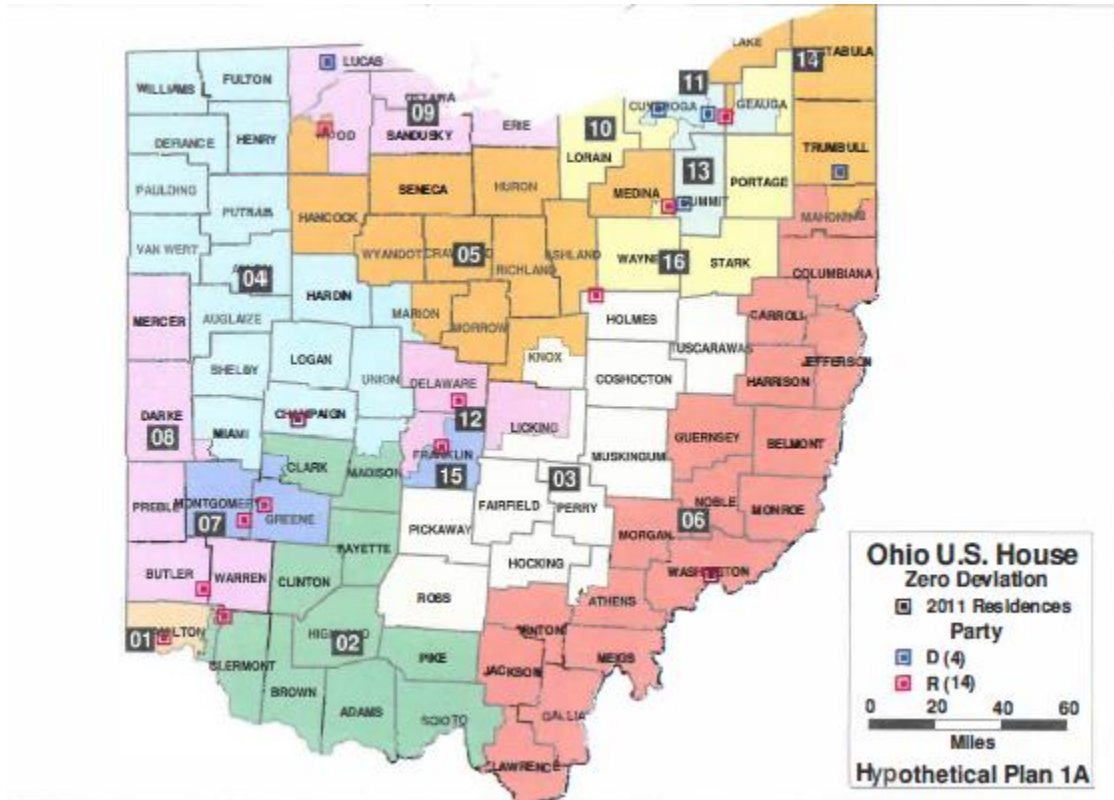 LAKE
14 TABULA
LUCAS
FULTON
WILLIAMS
11
OTTAWA
09
CUYAHOGA
GEAUGA
WOOD
SANDUSKY
ERIE
10
DEFIANCE
HENRY
LORAIN
TRUMBULL
13
PAULDING
SENECA
HURON
MEDINA
SUMMIT
PORTAGE
PUTNAM
HANCOCK
MAHONING
VAN WERT
WYANDOT
05
ASHLAND
WAYNE
16
STARK
RICHLAND
COLUMBIANA
04
HARDIN
MERCER
AUGLAIZE
MARION
MORROW
HOLMES
CARROLL
TUSCARAWAS
KNOX
JEFFERSON
LOGAN
SHELBY
UNION
DELAWARE
COSHOCTON
HARRISON
DARKE
CHAMPAIGN
12
LICKING
08
MIAMI
GUERNSEY
BELMONT
FRANKLIN
MUSKINGUM
CLARK
MADISON
15
03
PREBLE
MONTGOMERY
07
GREENE
FAIRFIELD
PERRY
NOBLE
MONROE
06
PICKAWAY
MORGAN
FAYETTE
HOCKING
WASHINGTON
BUTLER
WARREN
CLINTON
ROSS
ATHENS
01
HIGHLAND
02
VINTON
PIKE
MEIGS
CLERMONT
JACKSON
BROWN
ADAMS
SCIOTO
GALLIA
LAWRENCE
Ohio U.S. House
Zero Deviation
2011 Residences
Party
D (4)
R (14)
0 20 40 60
Miles
Hypothetical Plan 1A